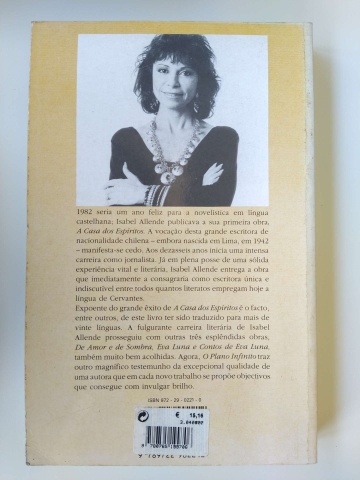 1982 seria um ano feliz para a novelística em língua
castelhana; Isabel Allende publicava a sua primeira obra,
A Casa dos Espíritos. A vocação desta grande escritora de
nacionalidade chilena – embora nascida em Lima, em 1942
– manifesta-se cedo. Aos dezasseis anos inicia uma intensa
carreira como jornalista. Já em plena posse de uma sólida
experiência vital e literária, Isabel Allende entrega a obra
que imediatamente a consagraria como escritora única e
indiscutível entre todos quantos literatos empregam hoje a
língua de Cervantes.
Expoente do grande êxito de A Casa dos Espíritos é o facto,
entre outros, de este livro ter sido traduzido para mais de
vinte línguas. A fulgurante carreira literária de Isabel
Allende prosseguiu com outras três esplêndidas obras,
De Amor e de Sombra, Eva Luna e Contos de Eva Luna,
também muito bem acolhidas. Agora, O Plano Infinito traz
outro magnífico testemunho da excepcional qualidade de
uma autora que em cada novo trabalho se propõe objectivos
que consegue com invulgar brilho.
ISBN 972 - 29 - 0221 - 9
€ 15,16